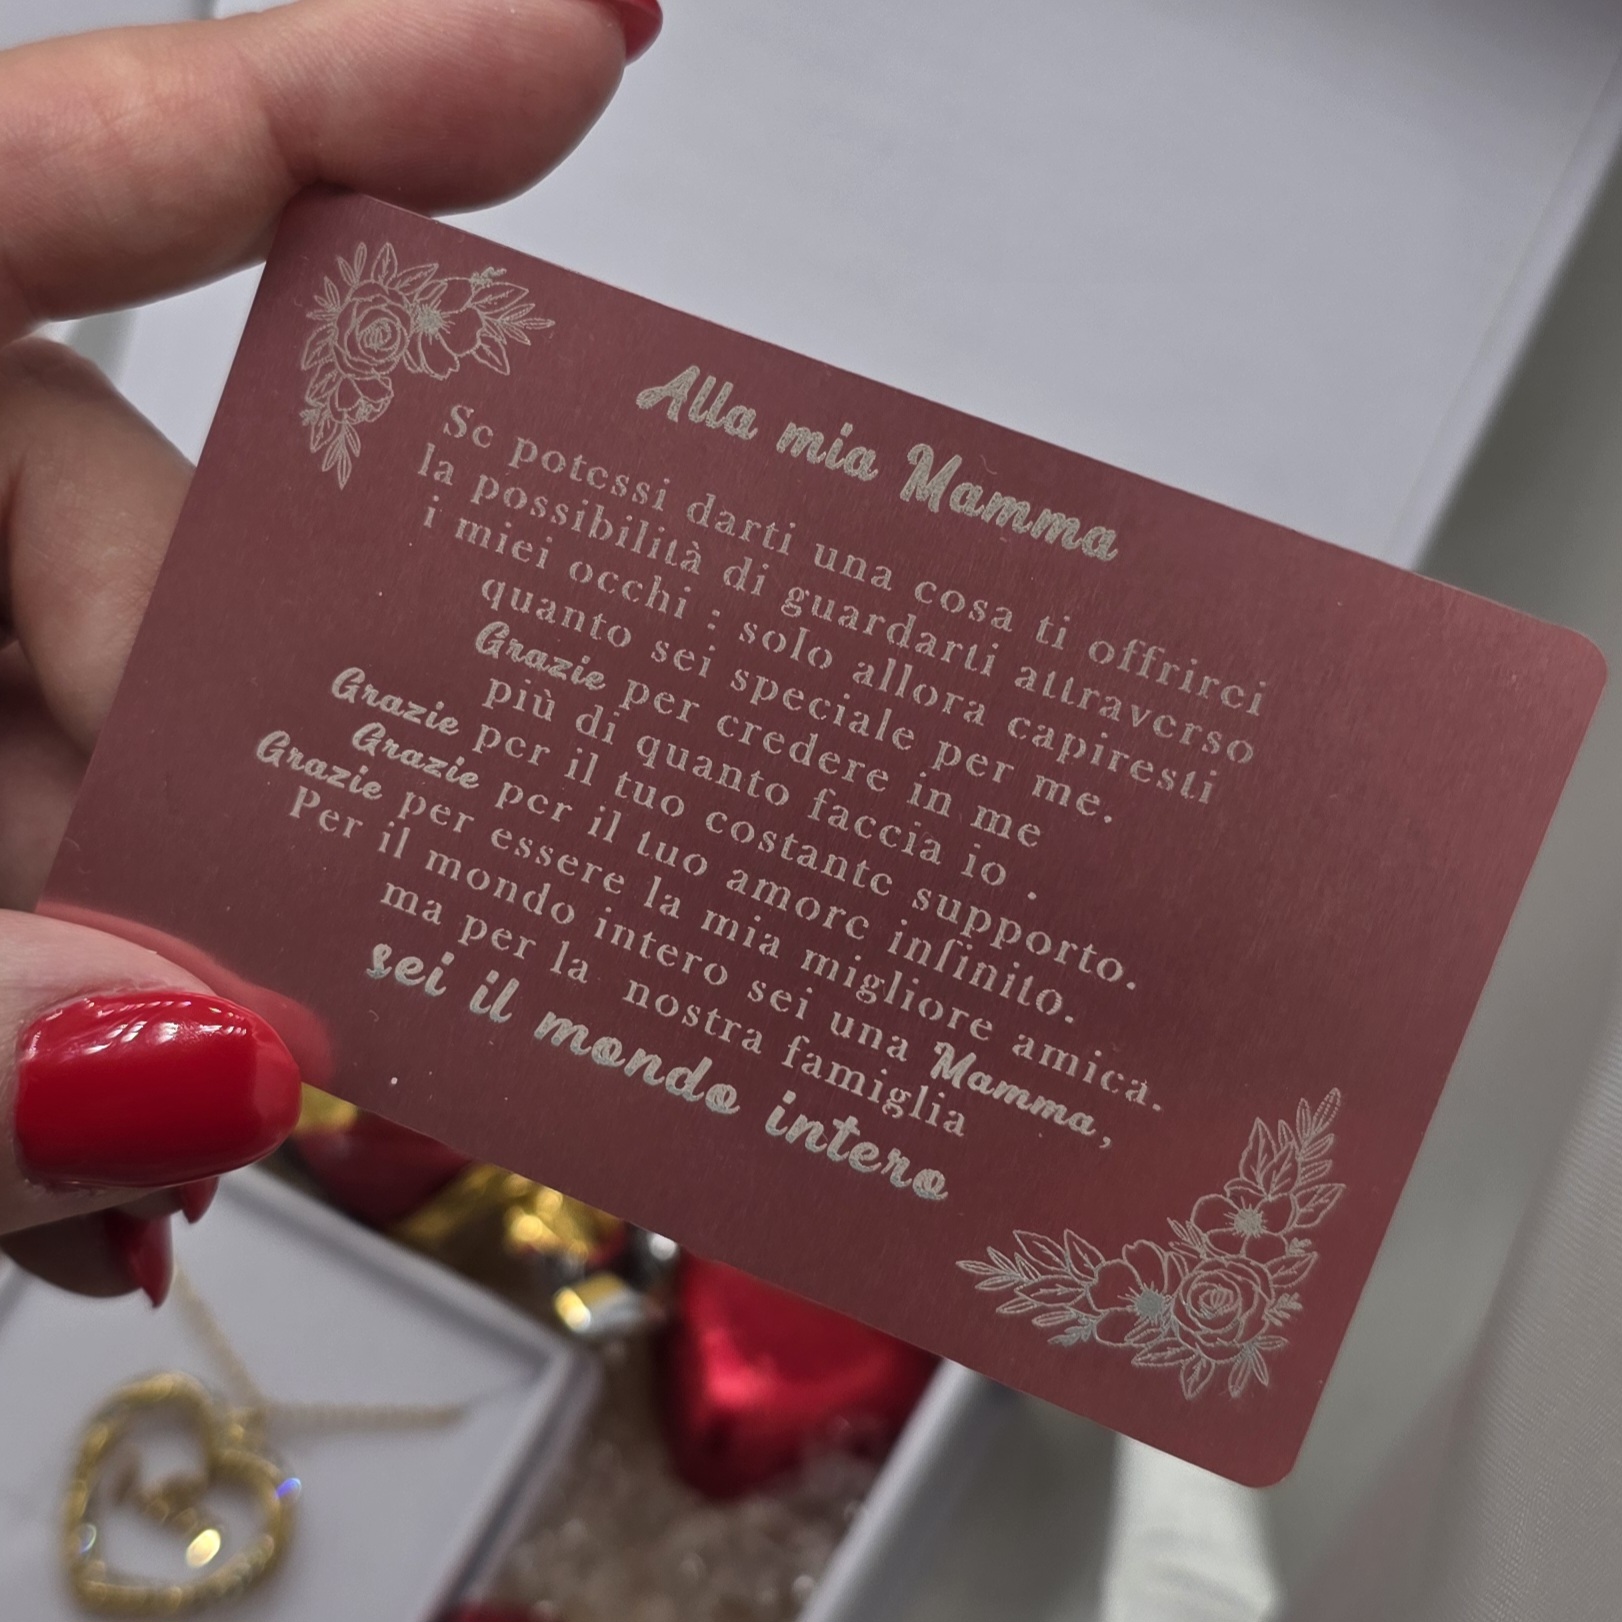 Alla mia Mamma
Se potessi darti una cosa ti offrirei
la possibilità di guardarti attraverso
i miei occhi : solo allora capiresti
quanto sei speciale per me.
Grazie per credere in me
più di quanto faccia io .
Grazie per il tuo costante supporto.
Grazie per il tuo amore infinito.
Grazie per essere la mia migliore amica.
Per il mondo intero sei una Mamma,
ma per la nostra famiglia
sei il mondo intero